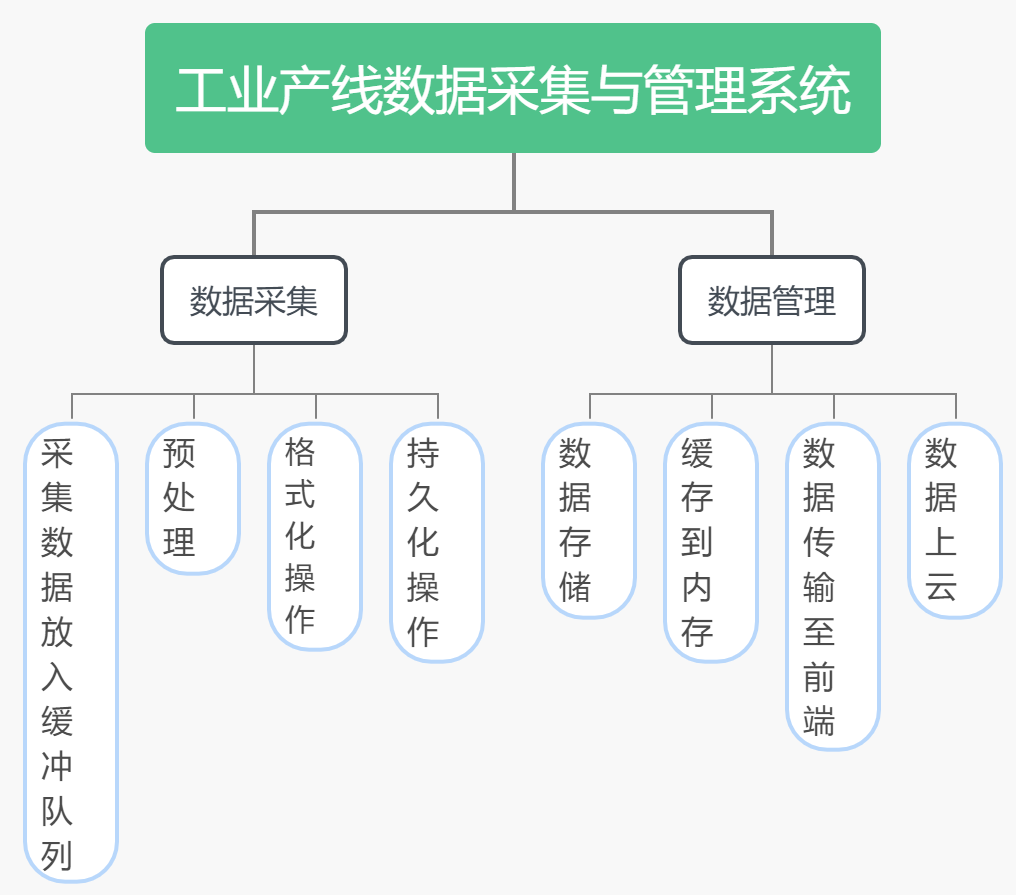 工业产线数据采集与管理系统
数据采集
数据管理
采集数据放入缓冲队列
预处理
格式化操作
持久化操作
数据存储
缓存到内存
数据传输至前端
数据上云